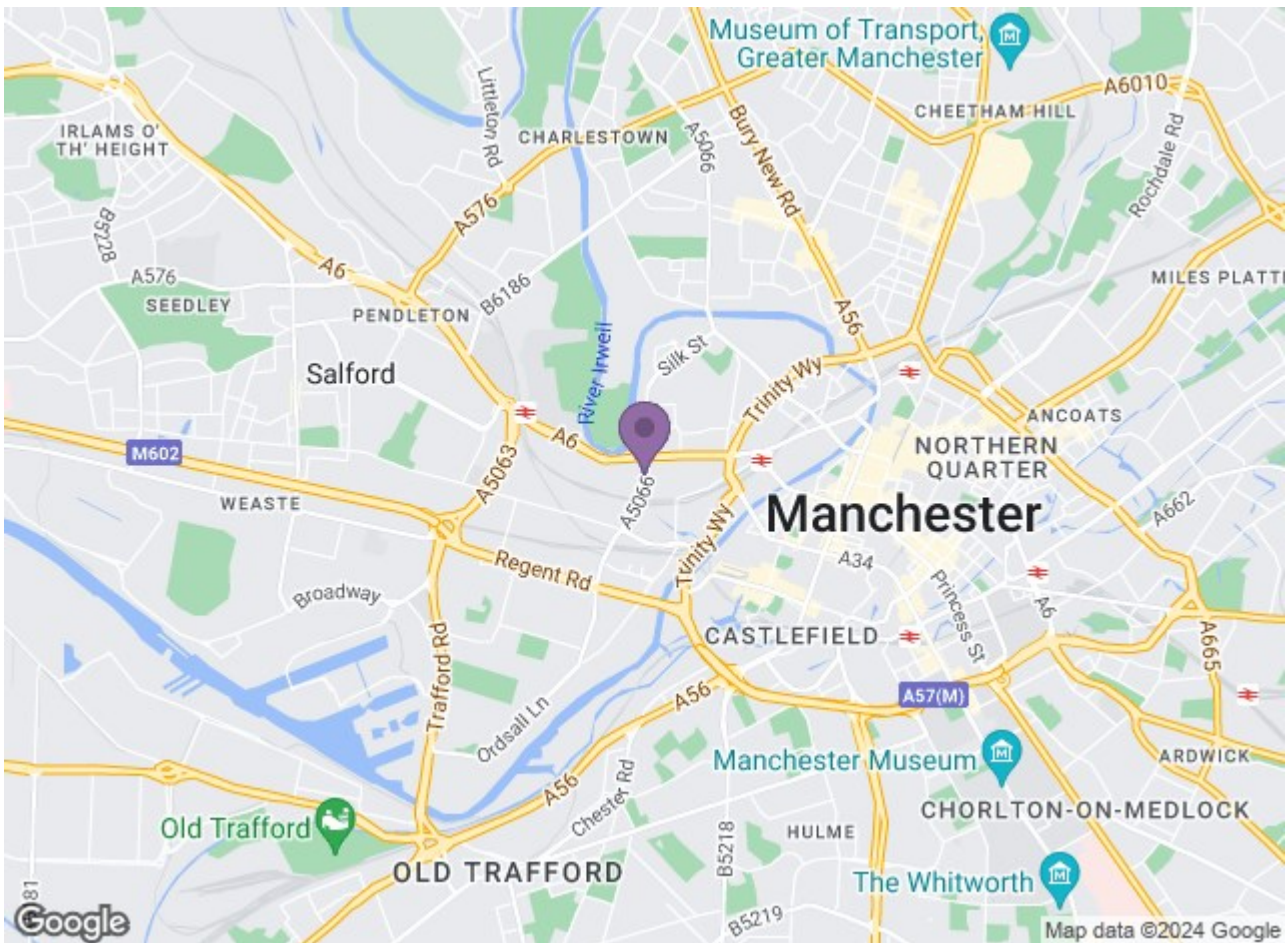 Museum of Transport,
Greater Manchester
A6010
Littleton Rd
A5066
CHEETHAM HILL
IRLAMS O'
TH' HEIGHT
CHARLESTOWN
Bury New Rd
Rochdale Rd
A576
B5228
A6
A576
MILES PLATTI
SEEDLEY
B6186
PENDLETON
A56
River Irwell
Silk St
Salford
Trinity Wy
ANCOATS
A6
NORTHERN
QUARTER
M602
A5063
A5066
WEASTE
Manchester
A662
Trinity Wy
A34
Regent Rd
Princess St
Broadway
A6
CASTLEFIELD
A665
Trafford Rd
A56
A57(M)
Ordsall Ln
Manchester Museum
ARDWICK
A56
Chester Rd
CHORLTON-ON-MEDLOCK
Old Trafford
B5218
HULME
OLD TRAFFORD
The Whitworth
081
B5219
Google
Map data ©2024 Google